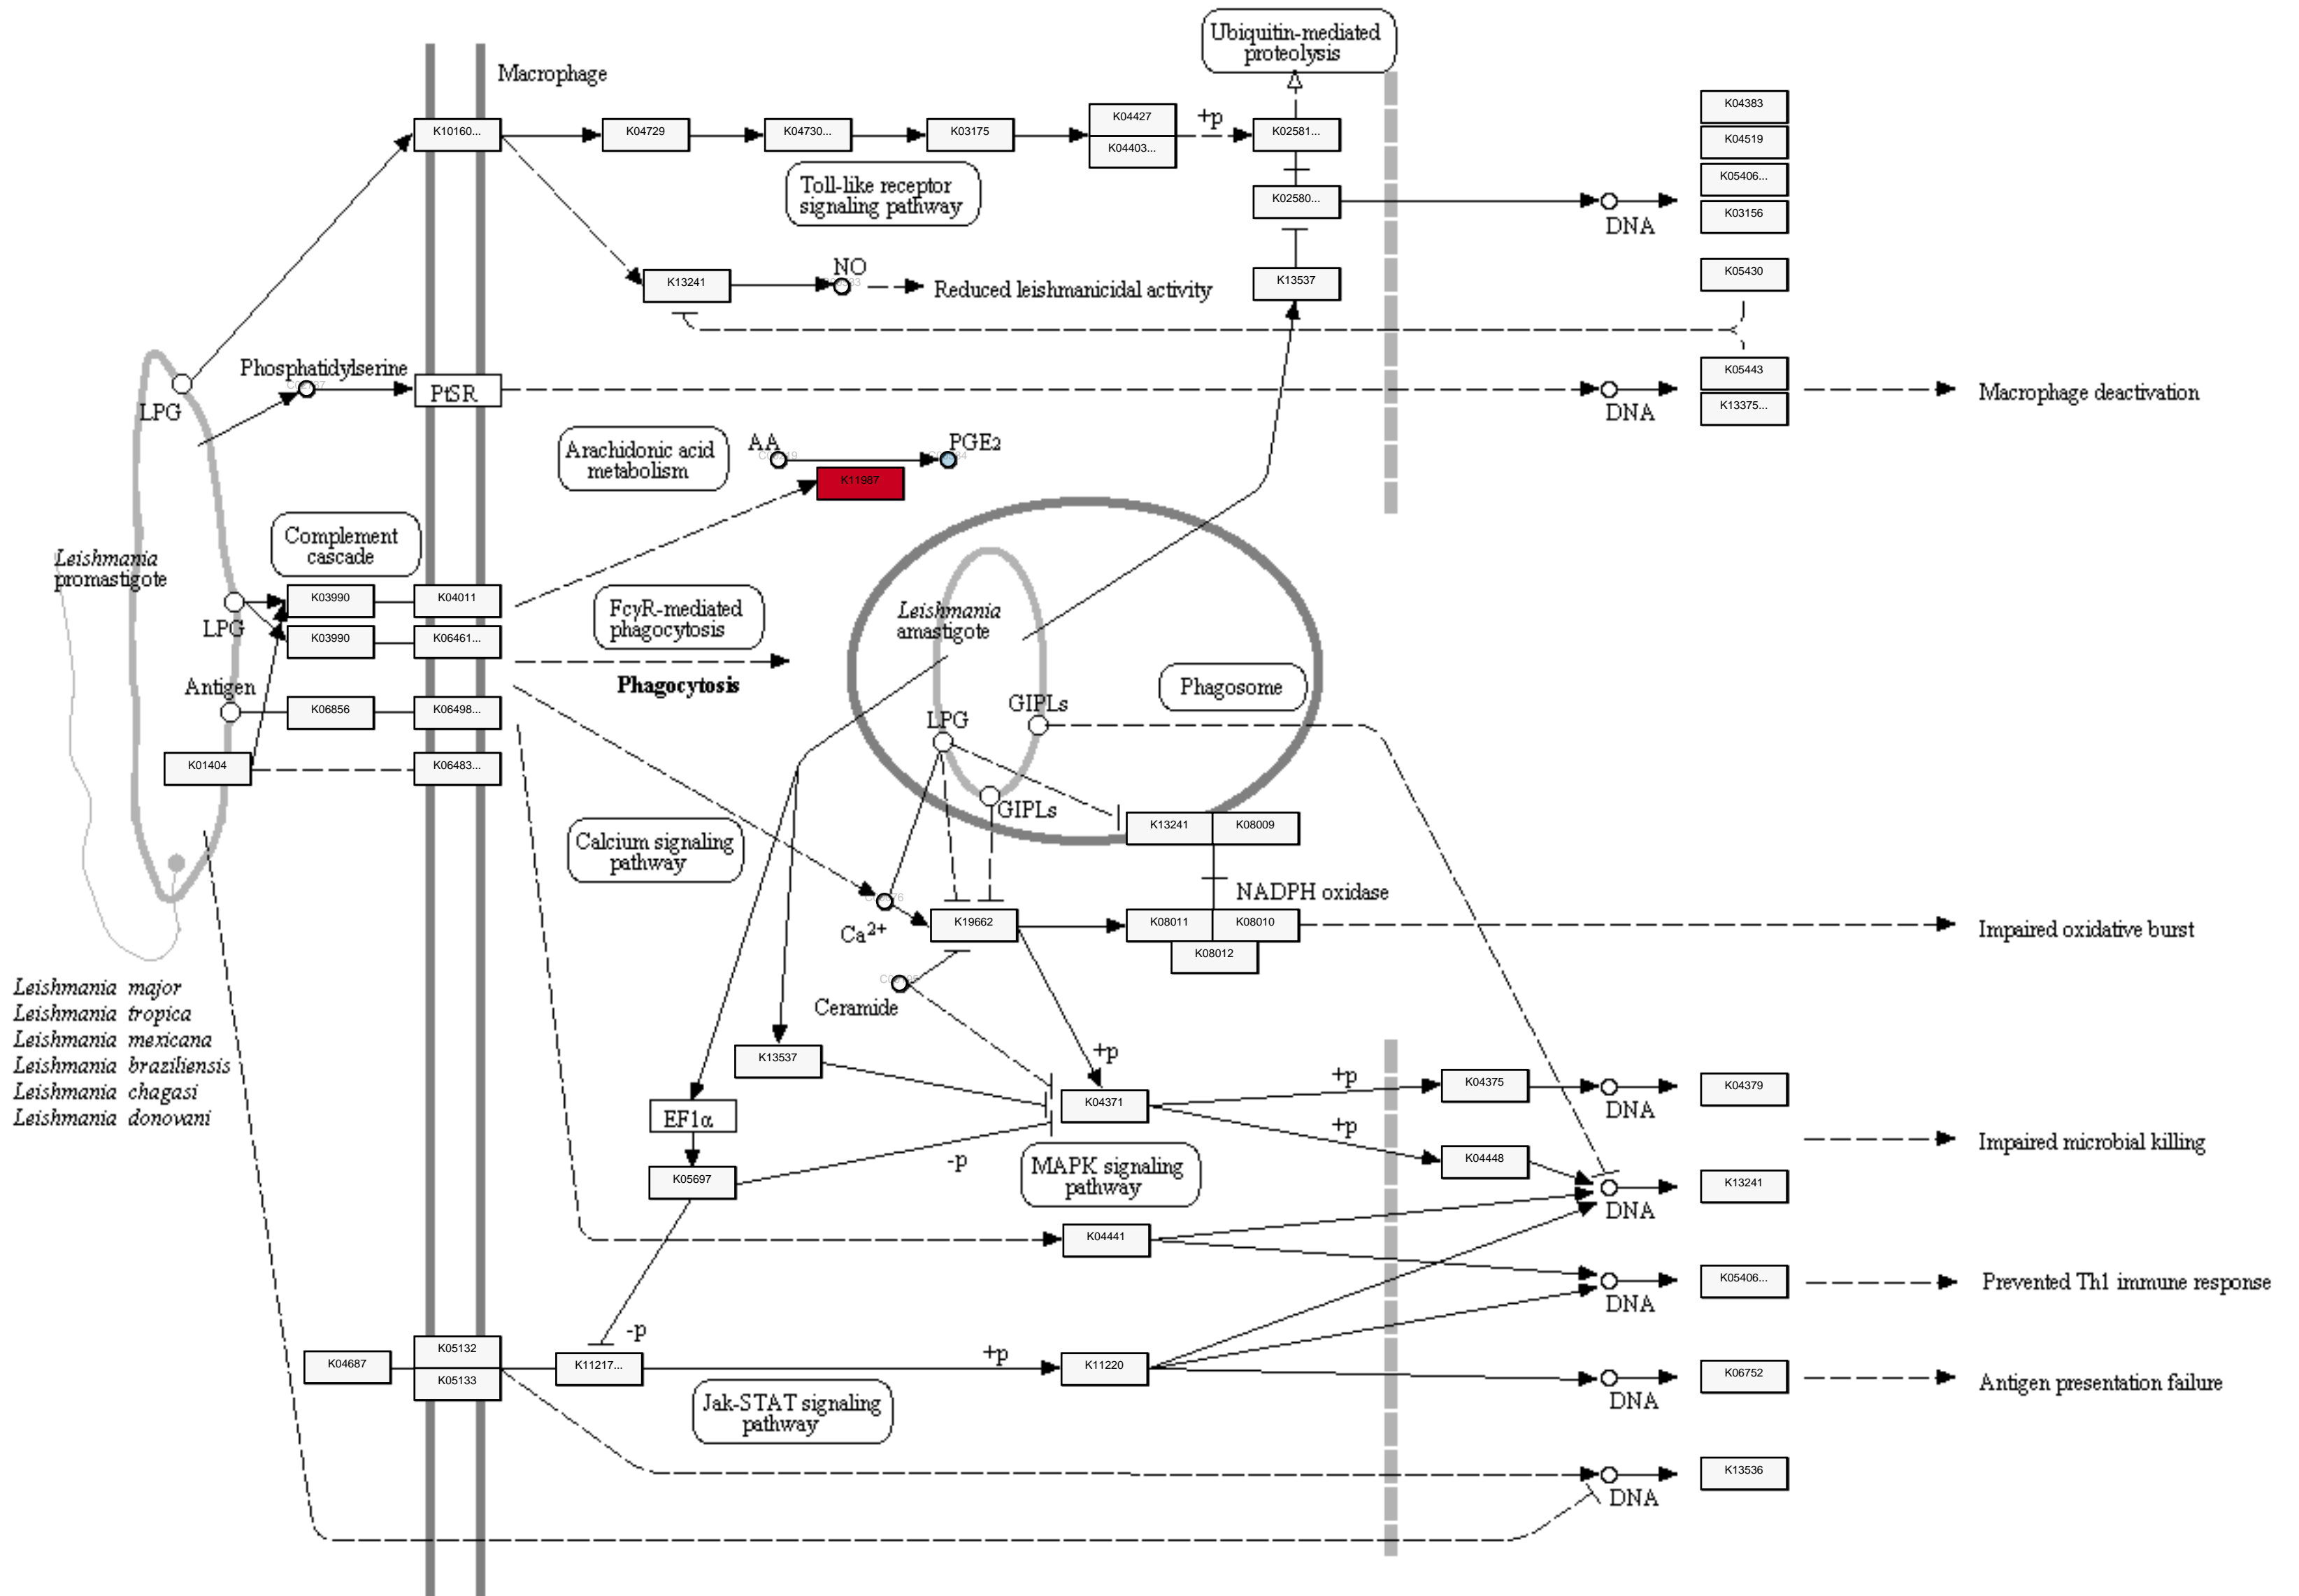 Ubiquitin-mediated
proteolysis
Macrophage
K10160...
K04729
K04730...
K03175
K04427
K04403...
+p
K02581...
K04383
K04519
K05406...
K03156
Toll-like receptor
signaling pathway
K02580...
DNA
K05430
K13241
NO
Reduced leishmanicidal activity
K13537
Phosphatidylserine
LPG
PtSR
DNA
K05443
K13375...
Macrophage deactivation
Arachidonic acid
metabolism
AA
PGE2
K11987
Complement
cascade
Leishmania
promastigote
K03990
K04011
LPG
K03990
K06461...
FcγR-mediated
phagocytosis
Phagocytosis
Leishmania
amastigote
Phagosome
Antigen
K06856
K06498...
K01404
K06483...
LPG
GIPLs
GIPLs
K13241
K08009
Calcium signaling
pathway
NADPH oxidase
Ca2+
K19662
K08011
K08010
K08012
Impaired oxidative burst
Ceramide
Leishmania major
Leishmania tropica
Leishmania mexicana
Leishmania braziliensis
Leishmania chagasi
Leishmania donovani
K13537
+p
K04371
+p
K04375
DNA
K04379
EF1α
+p
K04448
Impaired microbial killing
K05697
-p
MAPK signaling
pathway
DNA
K13241
K04441
DNA
K05406...
Prevented Th1 immune response
-p
K04687
K05132
K05133
K11217...
+p
K11220
DNA
K06752
Antigen presentation failure
Jak-STAT signaling
pathway
DNA
K13536